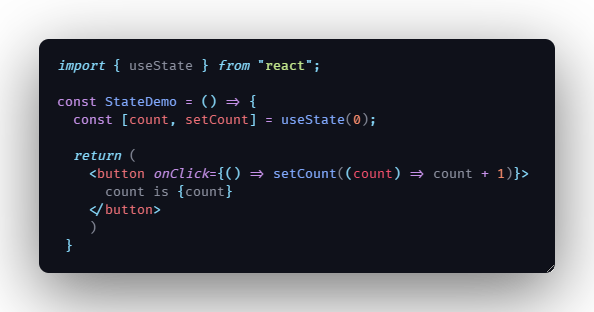 import { useState } from "react";
const StateDemo = () => {
const [count, setCount] = useState(0);
return (
<button onClick={() => setCount((count) => count + 1)}>
count is {count}
</button>
)
}